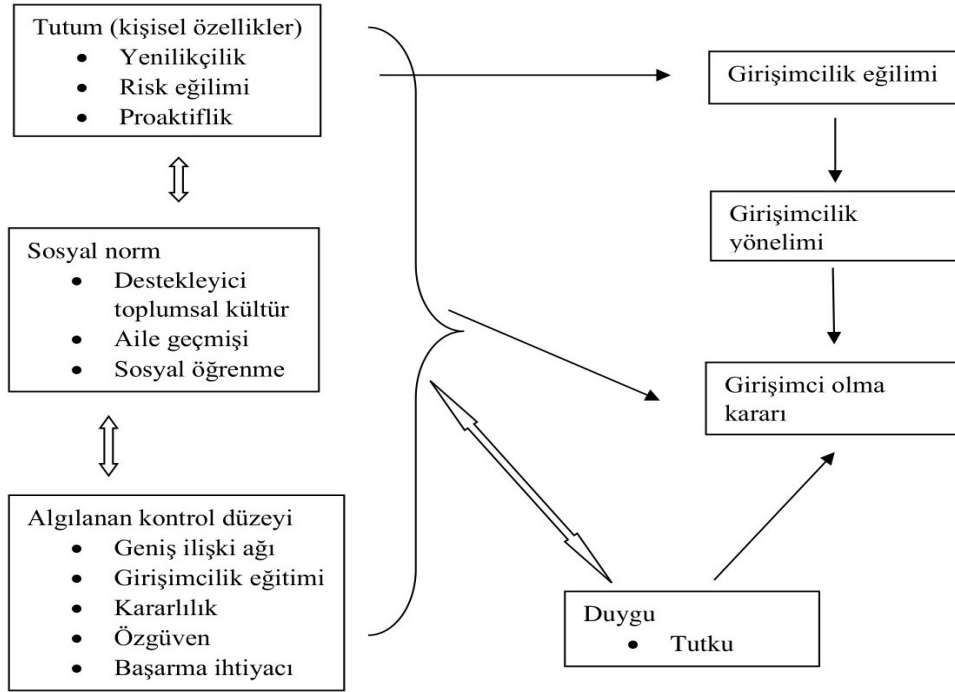 Tutum (kişisel özellikler)
• Yenilikçilik
• Risk eğilimi
• Proaktiflik
Sosyal norm
• Destekleyici
toplumsal kültür
• Aile geçmişi
• Sosyal öğrenme
Algılanan kontrol düzeyi
• Geniş ilişki ağı
• Girişimcilik eğitimi
• Kararlılık
• Özgüven
• Başarma ihtiyacı
Girişimcilik eğilimi
Girişimcilik
yönelimi
Girişimci olma
kararı
Duygu
• Tutku